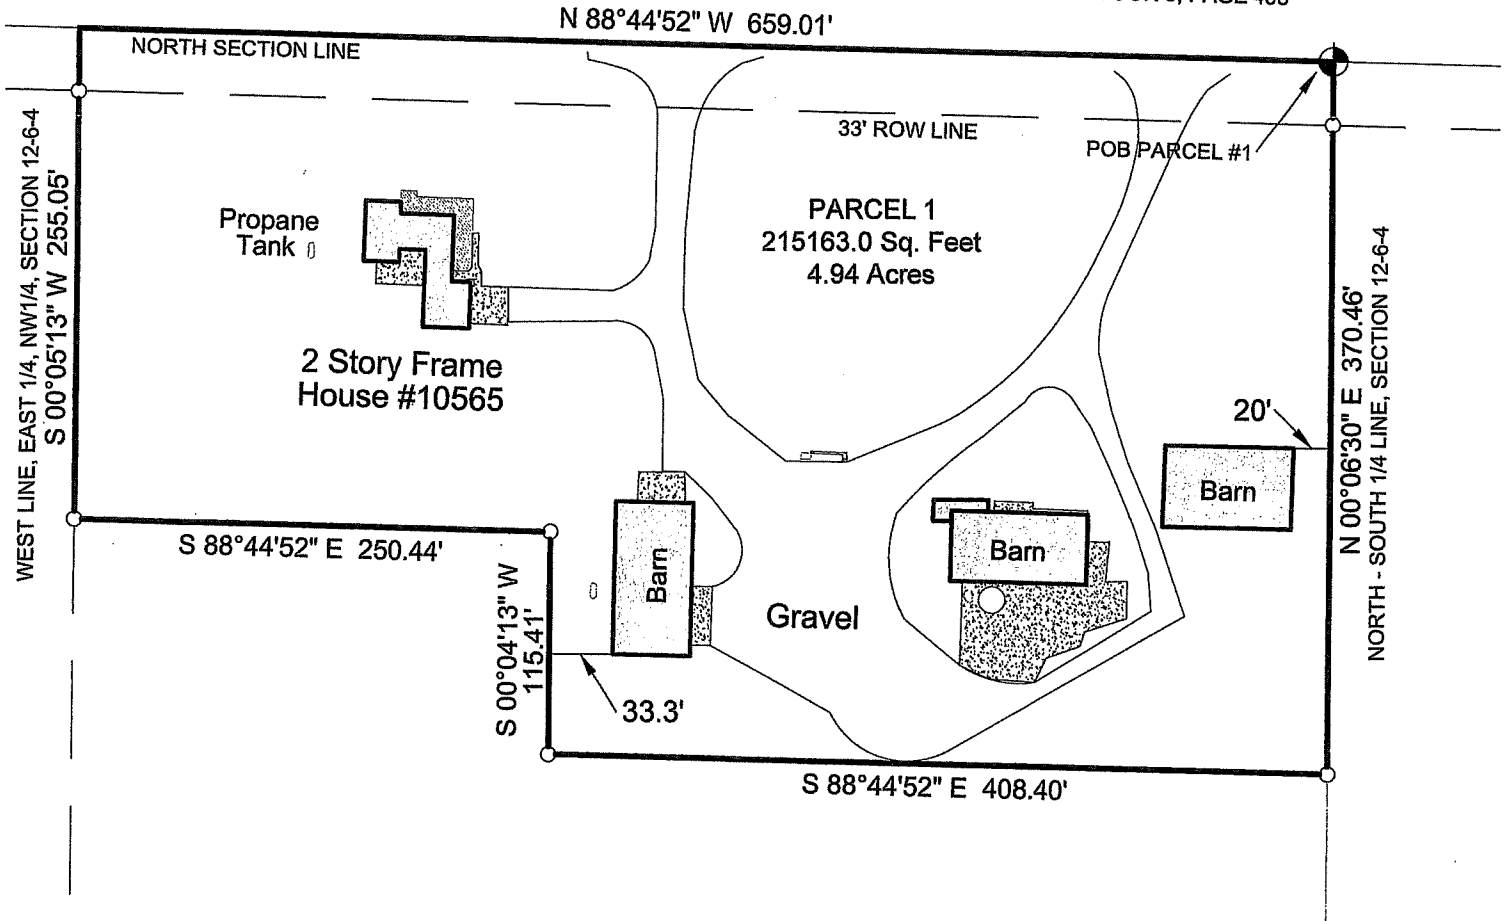 N 88°44'52" W 659.01'
NORTH SECTION LINE
33' ROW LINE
POB PARCEL #1
WEST LINE, EAST 1/4, NW1/4, SECTION 12-6-4
S 00°05'13" W 255.05'
Propane
Tank
PARCEL 1
215163.0 Sq. Feet
4.94 Acres
2 Story Frame
House #10565
20'
Barn
N 00°06'30" E 370.46'
NORTH - SOUTH 1/4 LINE, SECTION 12-6-4
S 88°44'52" E 250.44'
S 00°04'13" W
115.41'
Barn
Barn
Gravel
33.3'
S 88°44'52" E 408.40'